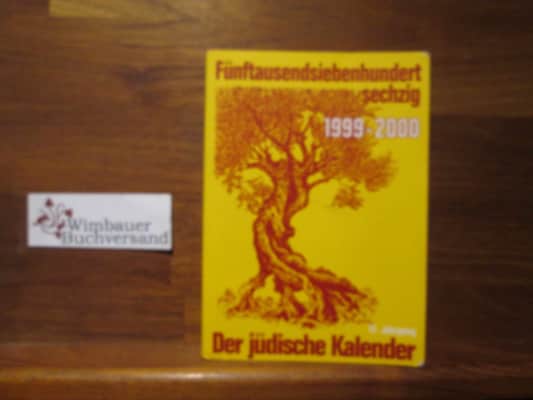 Fünftausendsiebenhundert
sechzig
1999-2000
Wimbauer
Buchversand
Der jüdische Kalender